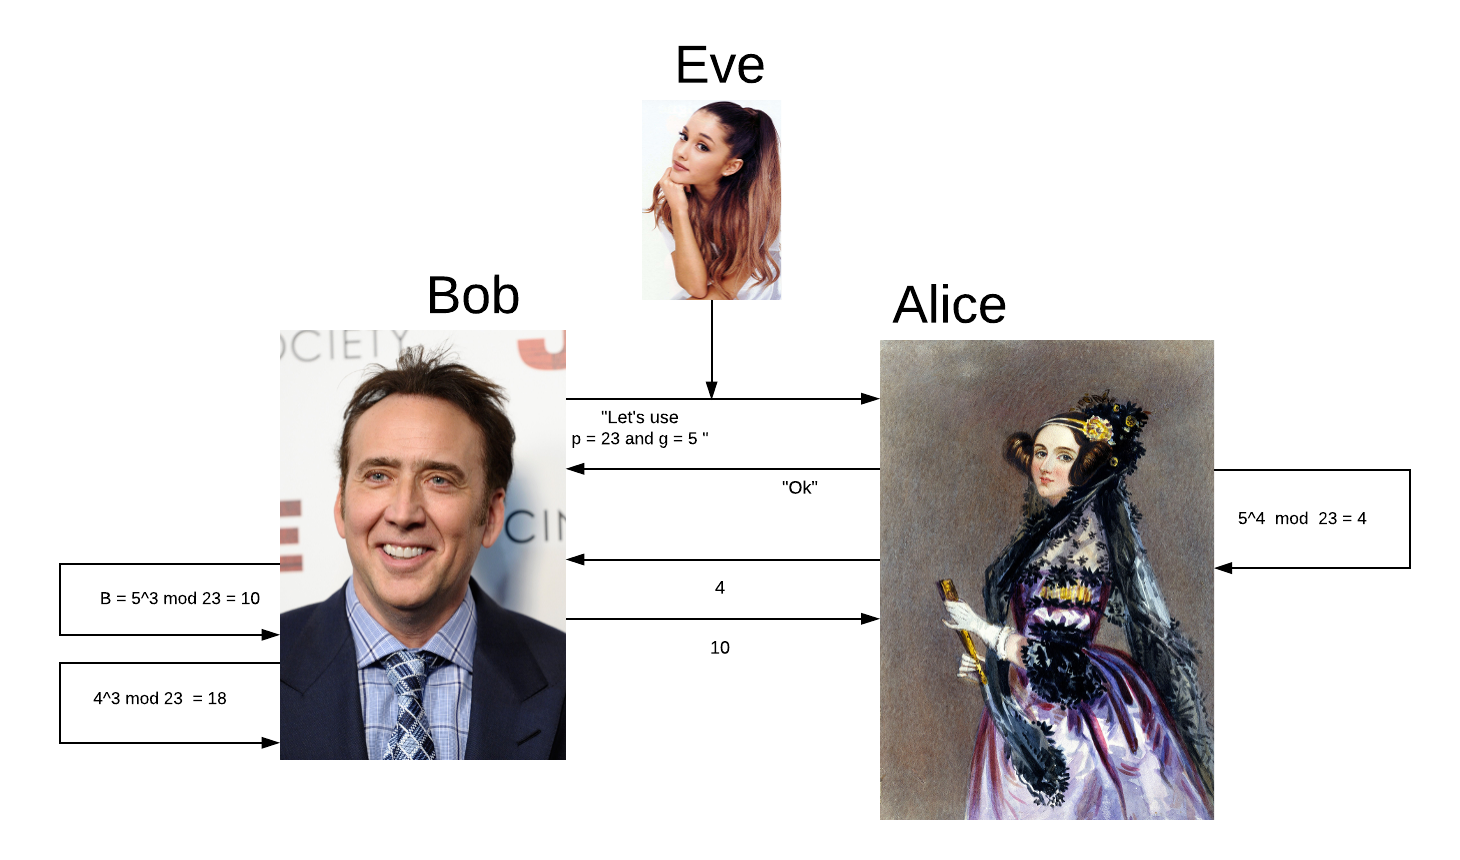 Eve
Bob
Alice
OCIETY
J
"Let's use
p = 23 and g = 5 "
"Ok"
CIN
E
5^4 mod 23 = 4
4
B = 5^3 mod 23 = 10
10
4^3 mod 23 = 18